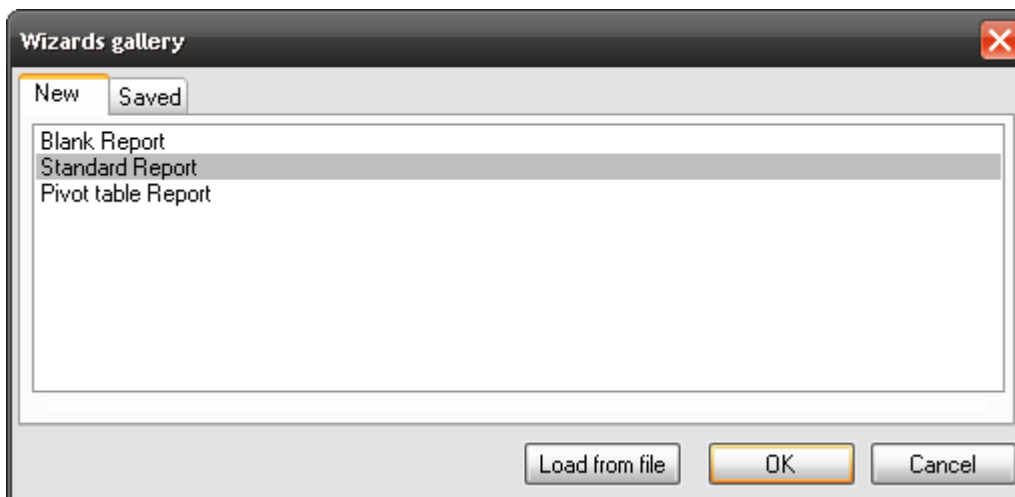 Wizards gallery
New
Saved
Blank Report
Standard Report
Pivot table Report
Load from file
OK
Cancel